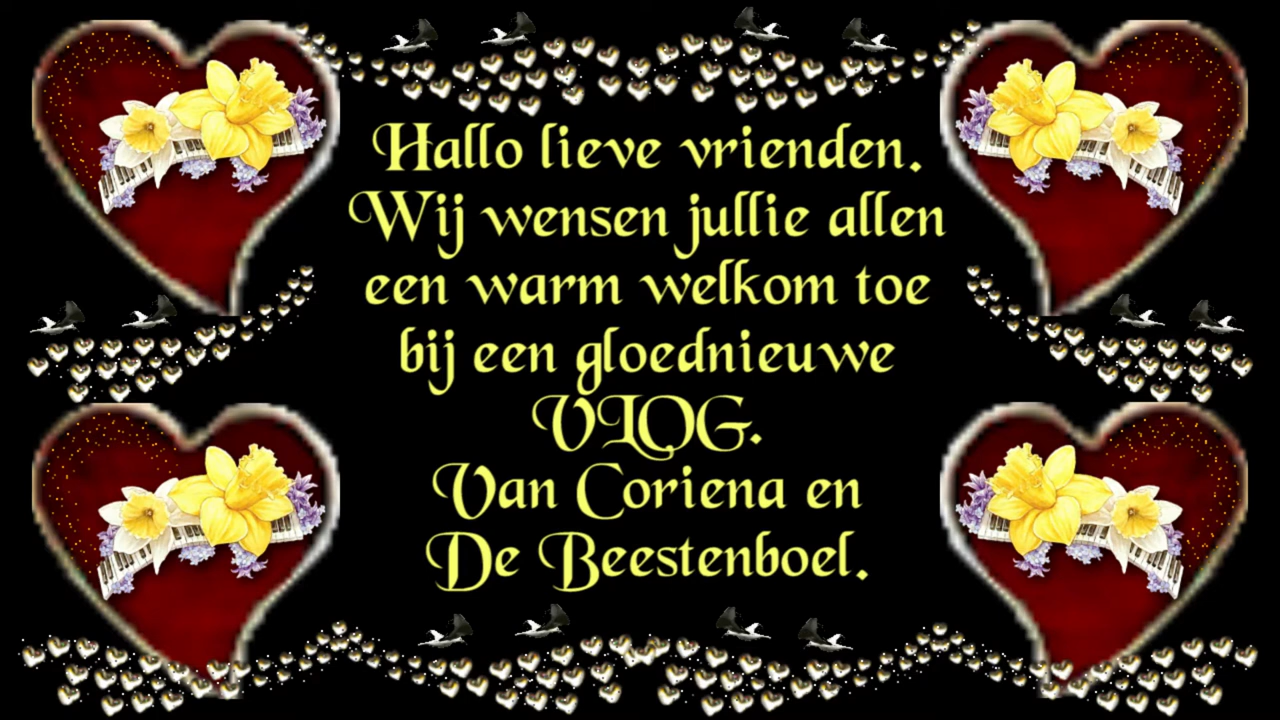 Hallo lieve vrienden.
Wij wensen jullie allen
een warm welkom toe
bij een gloednieuwe
VLOG.
Van Coriena en
De Beestenboel.